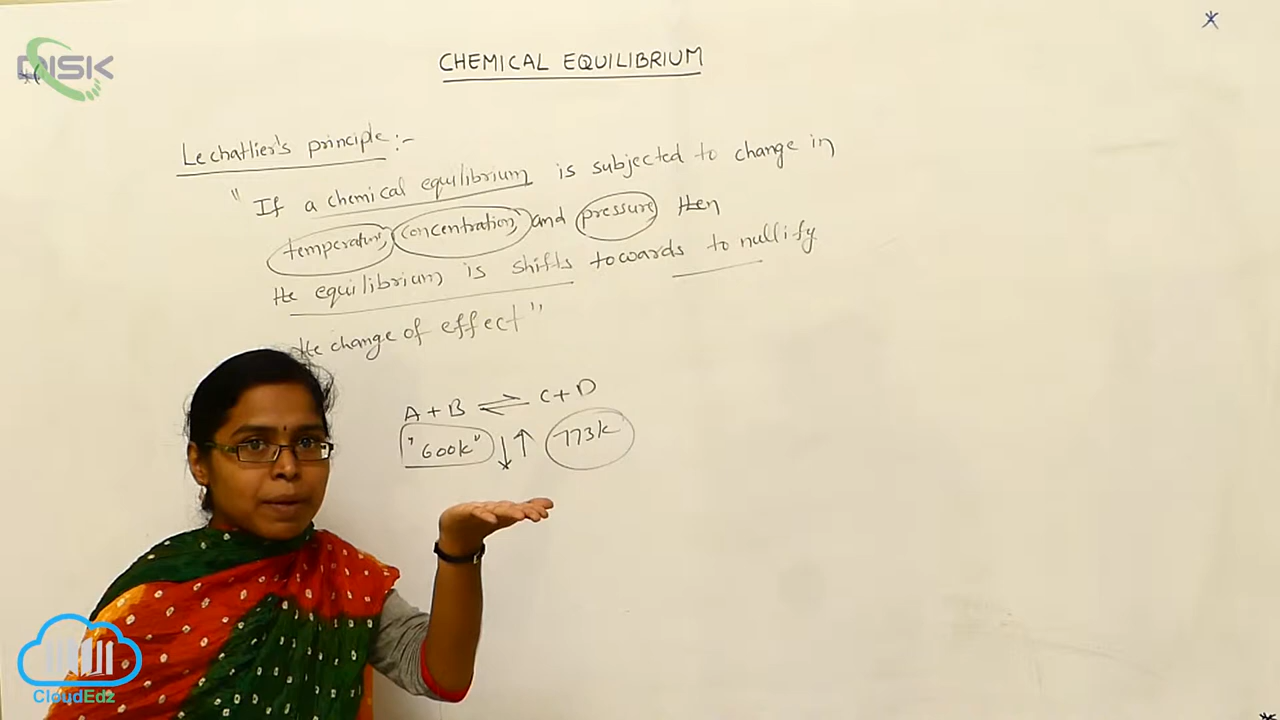 DISK
CHEMICAL EQUILIBRIUM
Lechatlier's principle :-
"If a chemical equilibrium is subjected to change in
temperature, concentration, and pressure then
the equilibrium is shifts towards to nullify
the change of effect"
A + B ⇌ C + D
"600k" ↓ ↑ 773k
CloudEdz